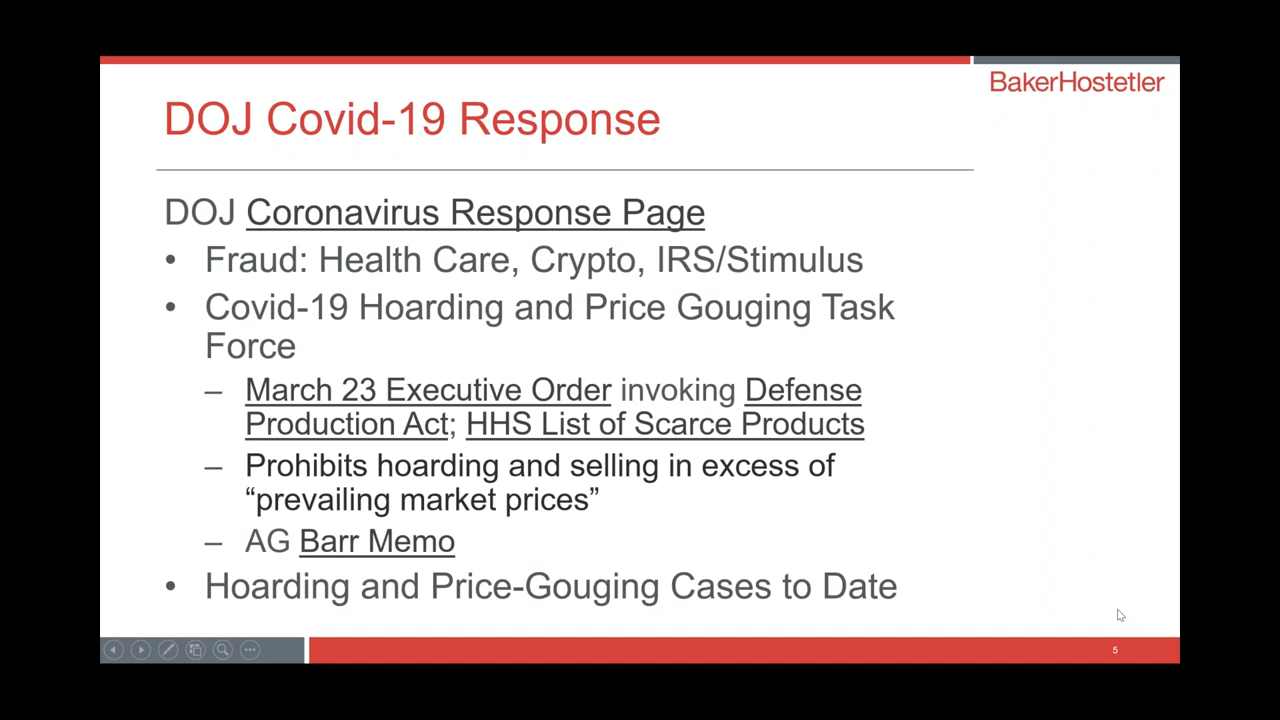 BakerHostetler
DOJ Covid-19 Response
DOJ Coronavirus Response Page
• Fraud: Health Care, Crypto, IRS/Stimulus
• Covid-19 Hoarding and Price Gouging Task
Force
– March 23 Executive Order invoking Defense
Production Act; HHS List of Scarce Products
– Prohibits hoarding and selling in excess of
“prevailing market prices”
– AG Barr Memo
• Hoarding and Price-Gouging Cases to Date
5